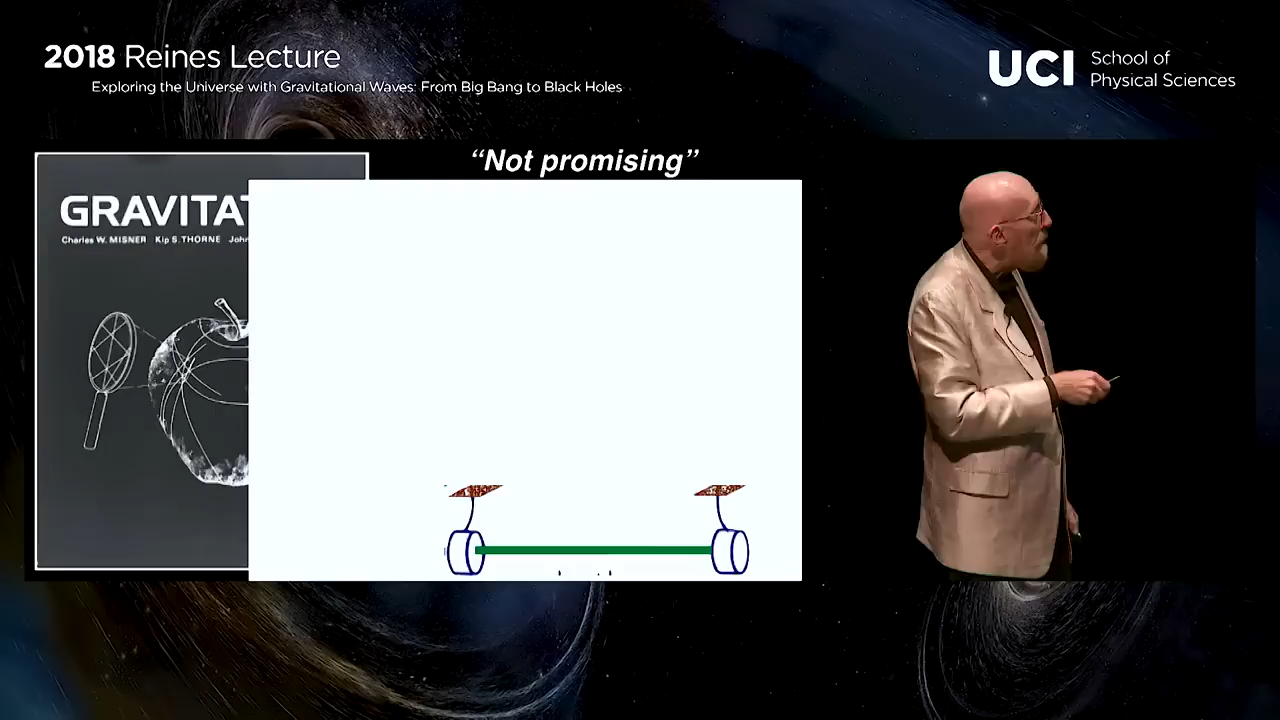 2018 Reines Lecture
Exploring the Universe with Gravitational Waves: From Big Bang to Black Holes
UCI School of
Physical Sciences
“Not promising”
GRAVITAT
Charles W. MISNER Kip S. THORNE John